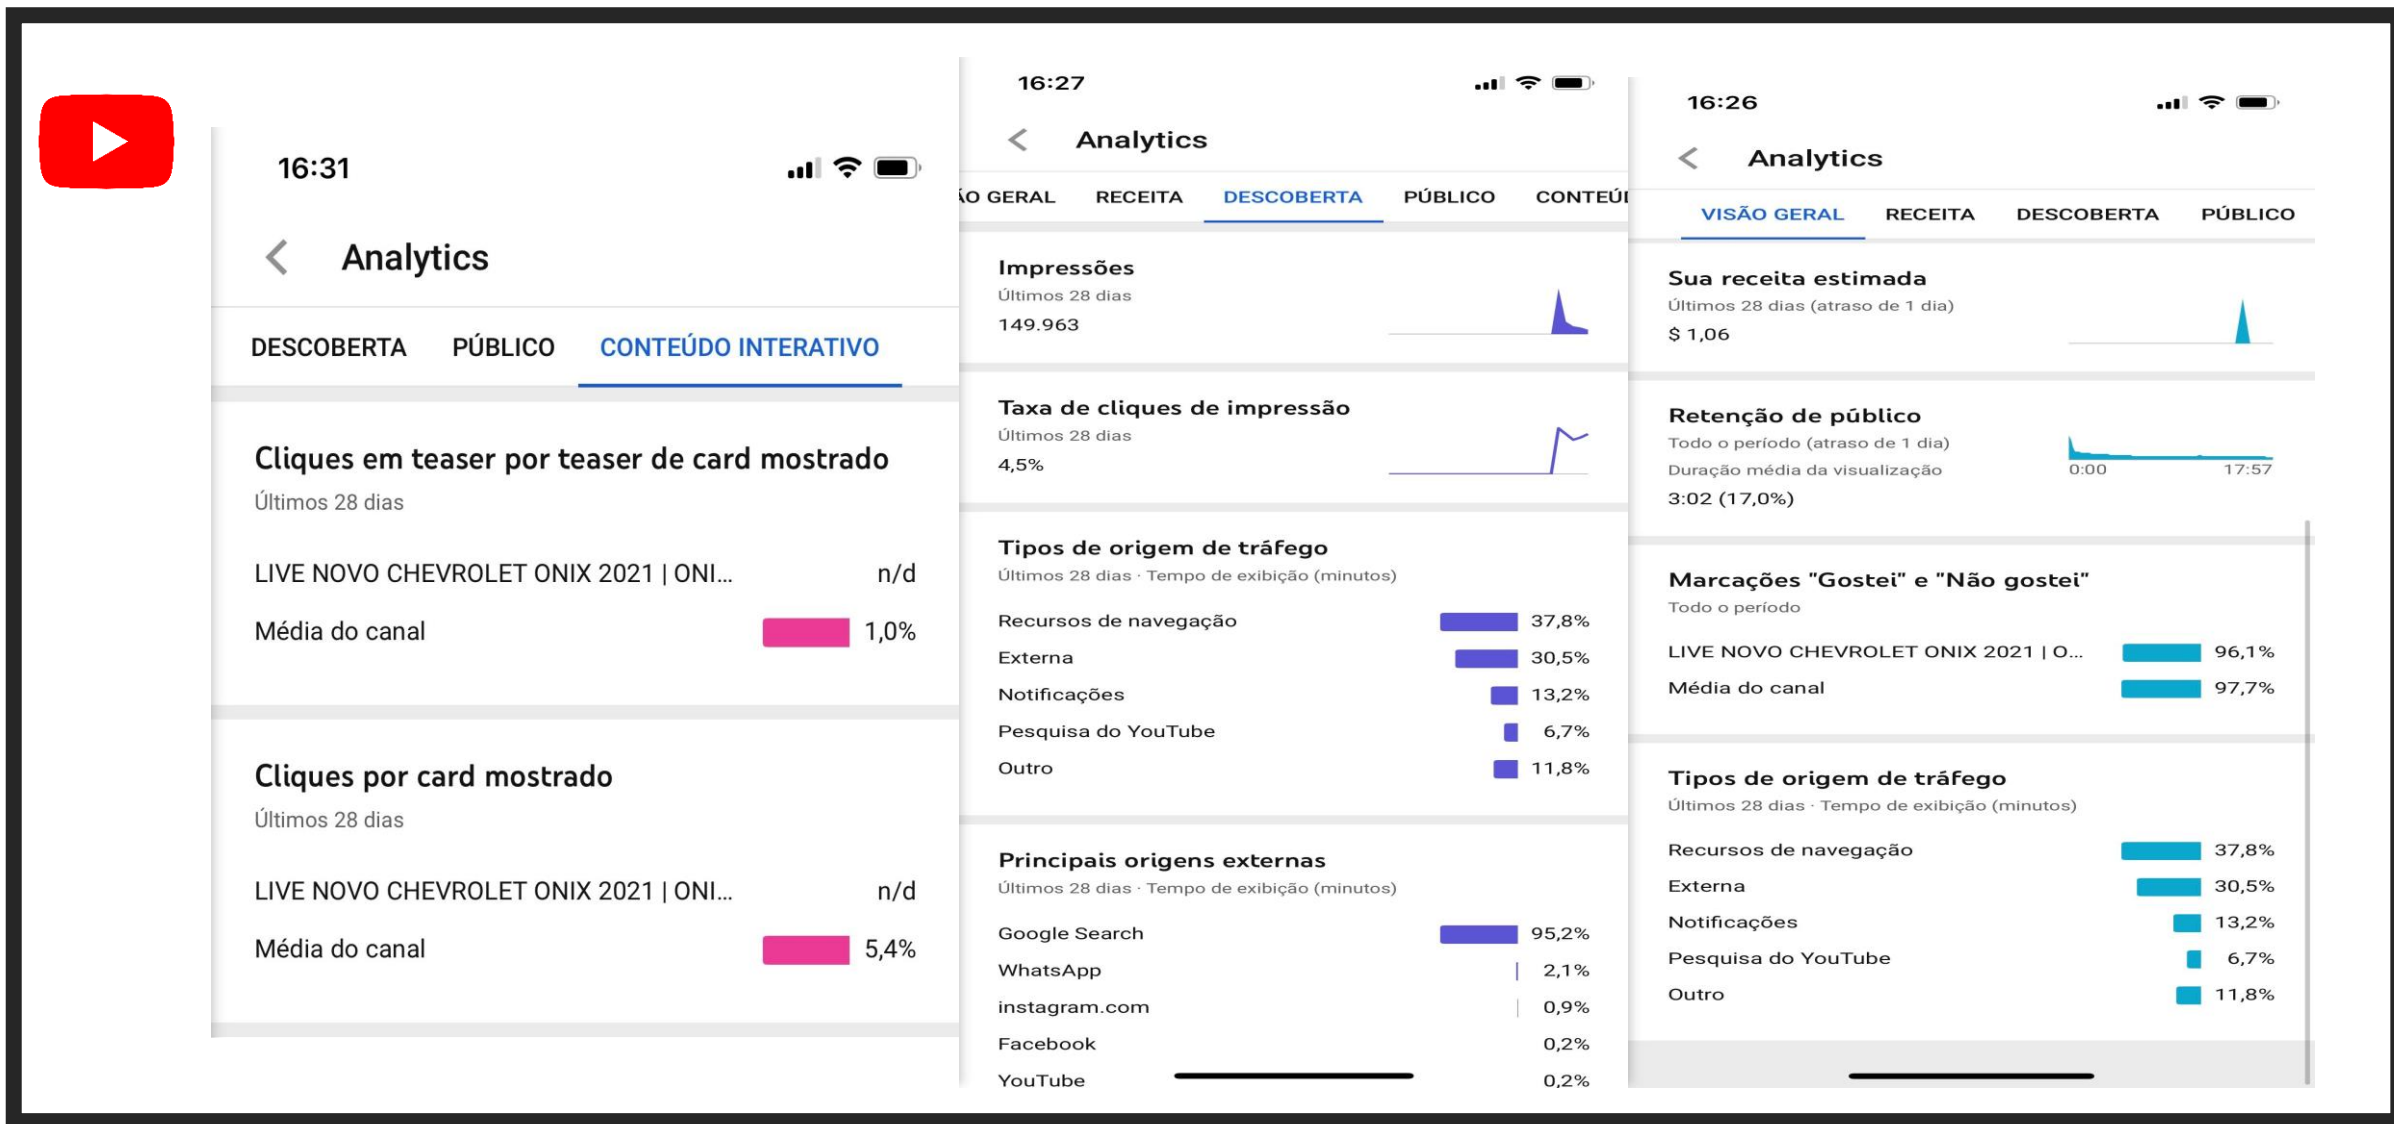 16:31
Analytics
DESCOBERTA PÚBLICO CONTEÚDO INTERATIVO
Cliques em teaser por teaser de card mostrado
Últimos 28 dias
LIVE NOVO CHEVROLET ONIX 2021 | ONI... n/d
Média do canal 1,0%
Cliques por card mostrado
Últimos 28 dias
LIVE NOVO CHEVROLET ONIX 2021 | ONI... n/d
Média do canal 5,4%
16:27
Analytics
ÃO GERAL RECEITA DESCOBERTA PÚBLICO CONTEÚ
Impressões
Últimos 28 dias
149.963
Taxa de cliques de impressão
Últimos 28 dias
4,5%
Tipos de origem de tráfego
Últimos 28 dias · Tempo de exibição (minutos)
Recursos de navegação 37,8%
Externa 30,5%
Notificações 13,2%
Pesquisa do YouTube 6,7%
Outro 11,8%
Principais origens externas
Últimos 28 dias · Tempo de exibição (minutos)
Google Search 95,2%
WhatsApp 2,1%
instagram.com 0,9%
Facebook 0,2%
YouTube 0,2%
16:26
Analytics
VISÃO GERAL RECEITA DESCOBERTA PÚBLICO
Sua receita estimada
Últimos 28 dias (atraso de 1 dia)
$ 1,06
Retenção de público
Todo o período (atraso de 1 dia)
Duração média da visualização
3:02 (17,0%)
0:00 17:57
Marcações "Gostei" e "Não gostei"
Todo o período
LIVE NOVO CHEVROLET ONIX 2021 | O... 96,1%
Média do canal 97,7%
Tipos de origem de tráfego
Últimos 28 dias · Tempo de exibição (minutos)
Recursos de navegação 37,8%
Externa 30,5%
Notificações 13,2%
Pesquisa do YouTube 6,7%
Outro 11,8%